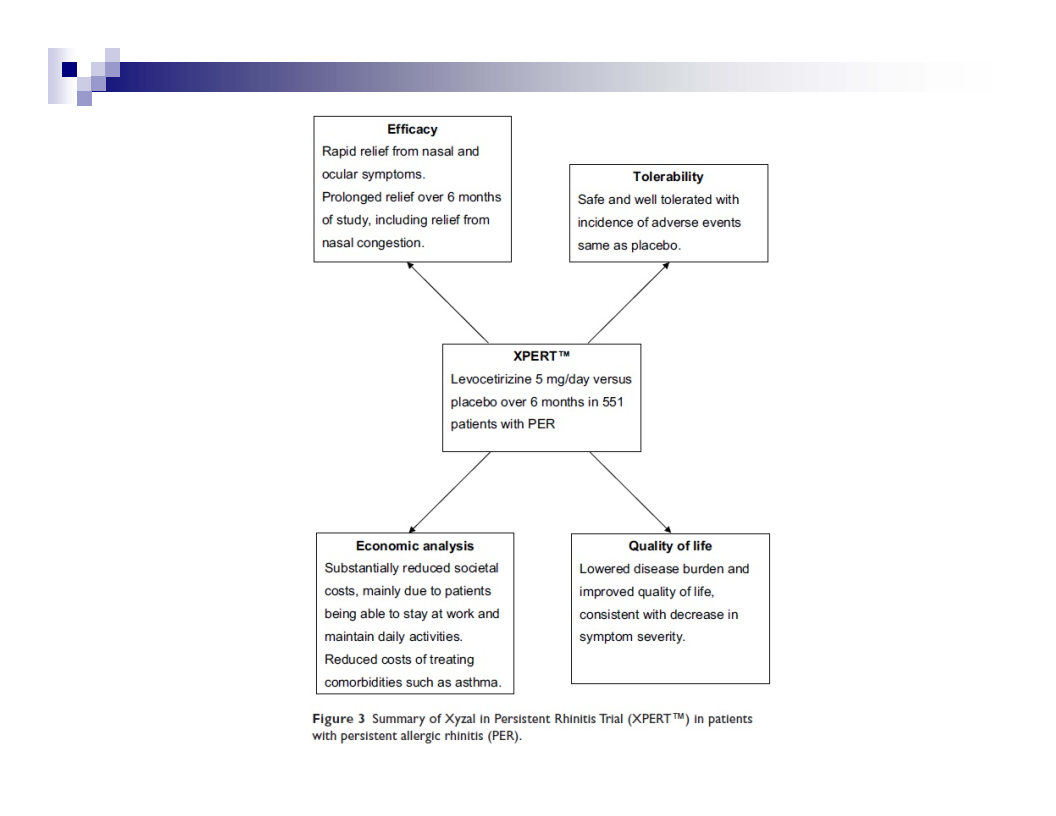 Efficacy
Rapid relief from nasal and
ocular symptoms.
Prolonged relief over 6 months
of study, including relief from
nasal congestion.
Tolerability
Safe and well tolerated with
incidence of adverse events
same as placebo.
XPERT™
Levocetirizine 5 mg/day versus
placebo over 6 months in 551
patients with PER
Economic analysis
Substantially reduced societal
costs, mainly due to patients
being able to stay at work and
maintain daily activities.
Reduced costs of treating
comorbidities such as asthma.
Quality of life
Lowered disease burden and
improved quality of life,
consistent with decrease in
symptom severity.
Figure 3 Summary of Xyzal in Persistent Rhinitis Trial (XPERT™) in patients
with persistent allergic rhinitis (PER).